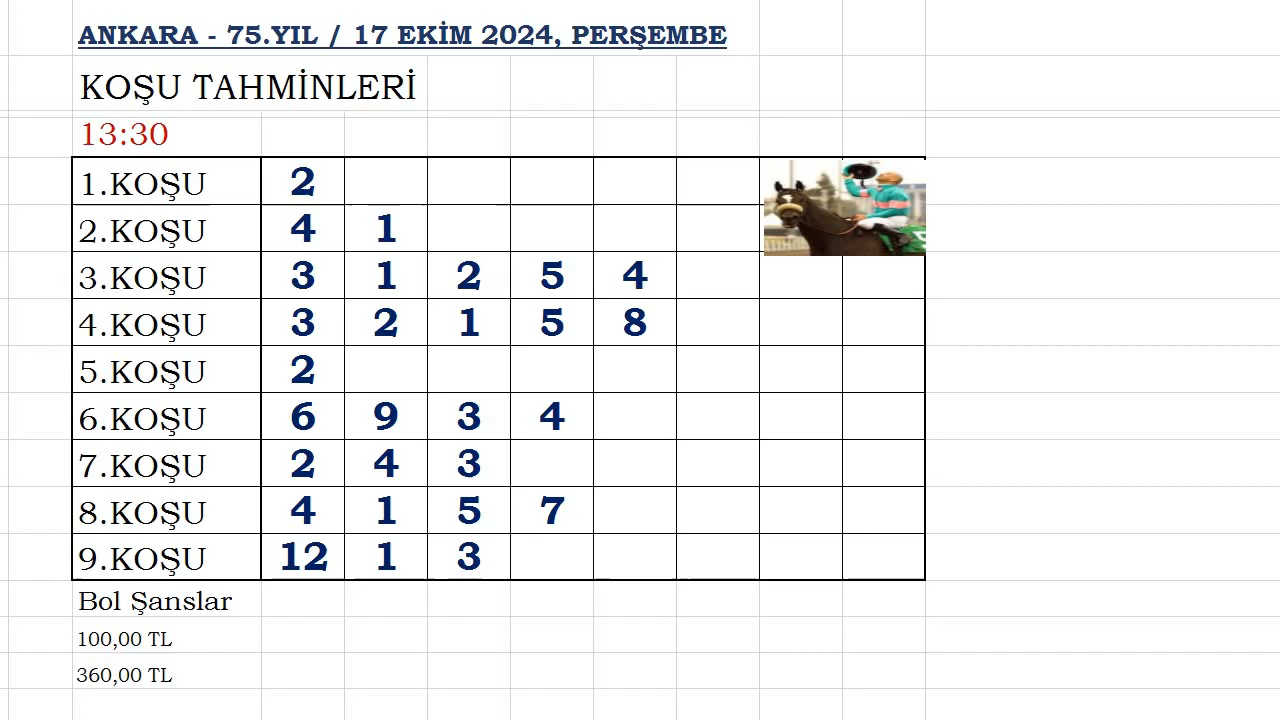 ANKARA - 75.YIL / 17 EKİM 2024, PERŞEMBE
KOŞU TAHMİNLERİ
13:30
1.KOŞU 2
2.KOŞU 4 1
3.KOŞU 3 1 2 5 4
4.KOŞU 3 2 1 5 8
5.KOŞU 2
6.KOŞU 6 9 3 4
7.KOŞU 2 4 3
8.KOŞU 4 1 5 7
9.KOŞU 12 1 3
Bol Şanslar
100,00 TL
360,00 TL